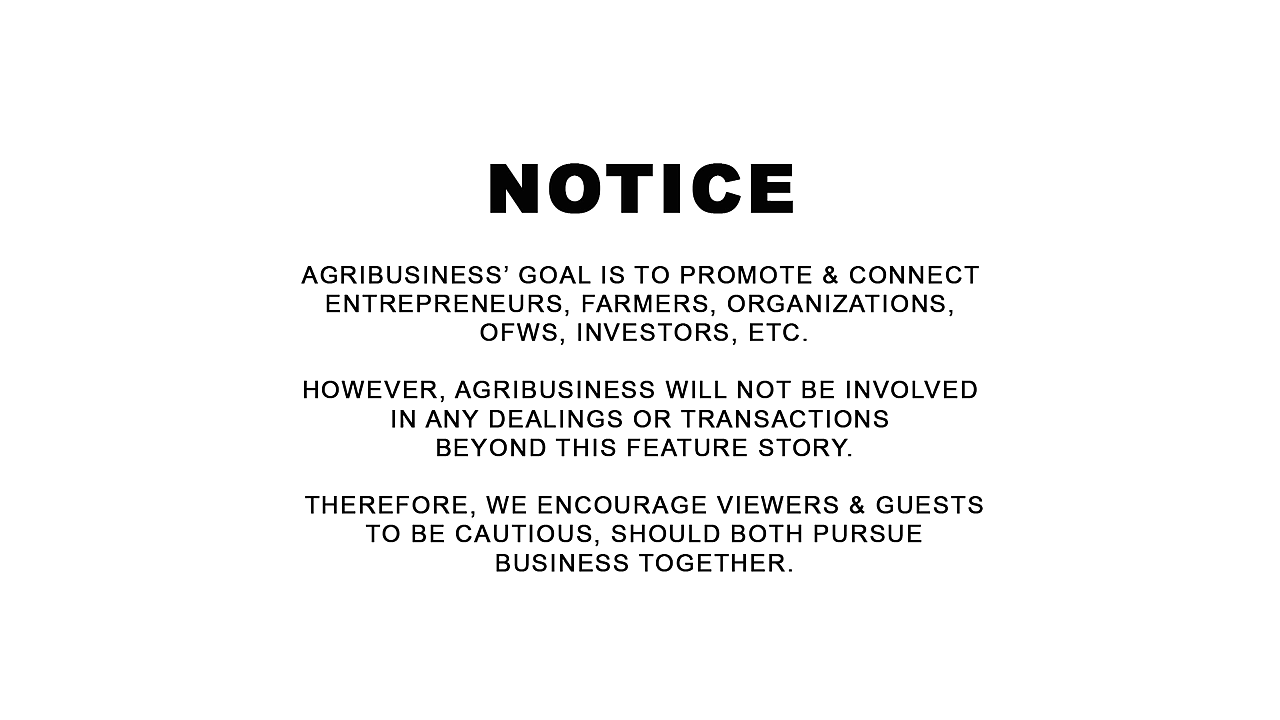 NOTICE
AGRIBUSINESS’ GOAL IS TO PROMOTE & CONNECT
ENTREPRENEURS, FARMERS, ORGANIZATIONS,
OFWS, INVESTORS, ETC.
HOWEVER, AGRIBUSINESS WILL NOT BE INVOLVED
IN ANY DEALINGS OR TRANSACTIONS
BEYOND THIS FEATURE STORY.
THEREFORE, WE ENCOURAGE VIEWERS & GUESTS
TO BE CAUTIOUS, SHOULD BOTH PURSUE
BUSINESS TOGETHER.